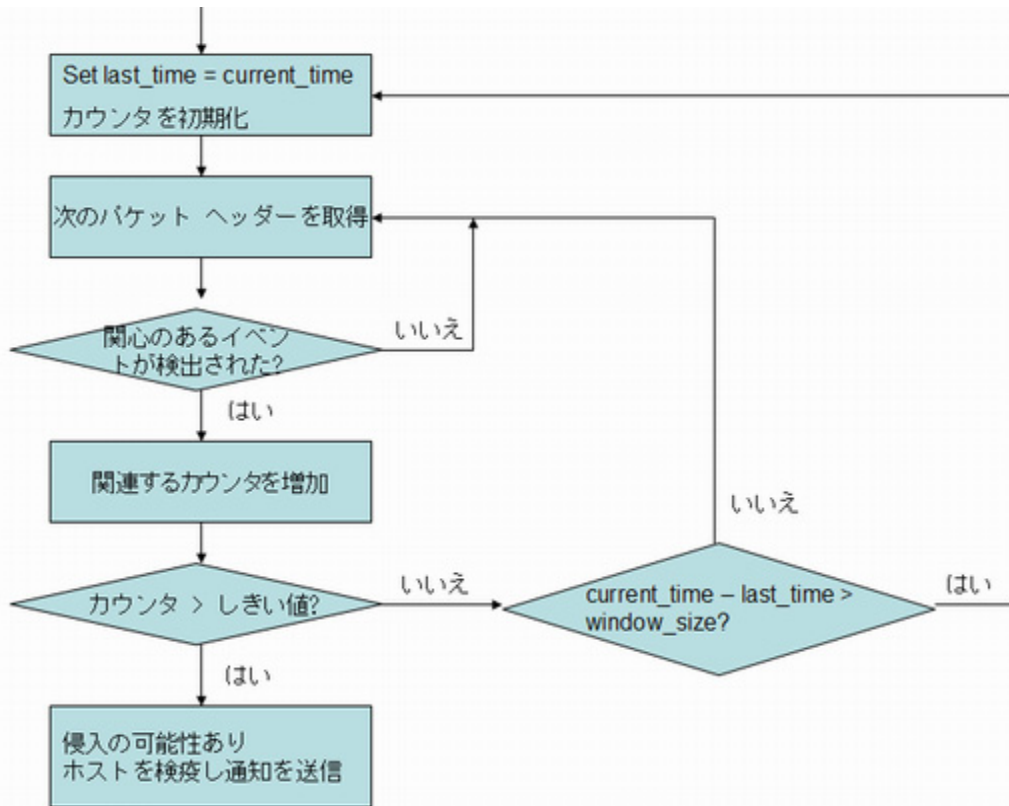 Set last_time = current_time
カウンタを初期化
次のパケット ヘッダーを取得
関心のあるイベン
トが検出された?
いいえ
はい
関連するカウンタを増加
カウンタ > しきい値?
いいえ
はい
current_time – last_time >
window_size?
いいえ
はい
侵入の可能性あり
ホストを検疫し通知を送信